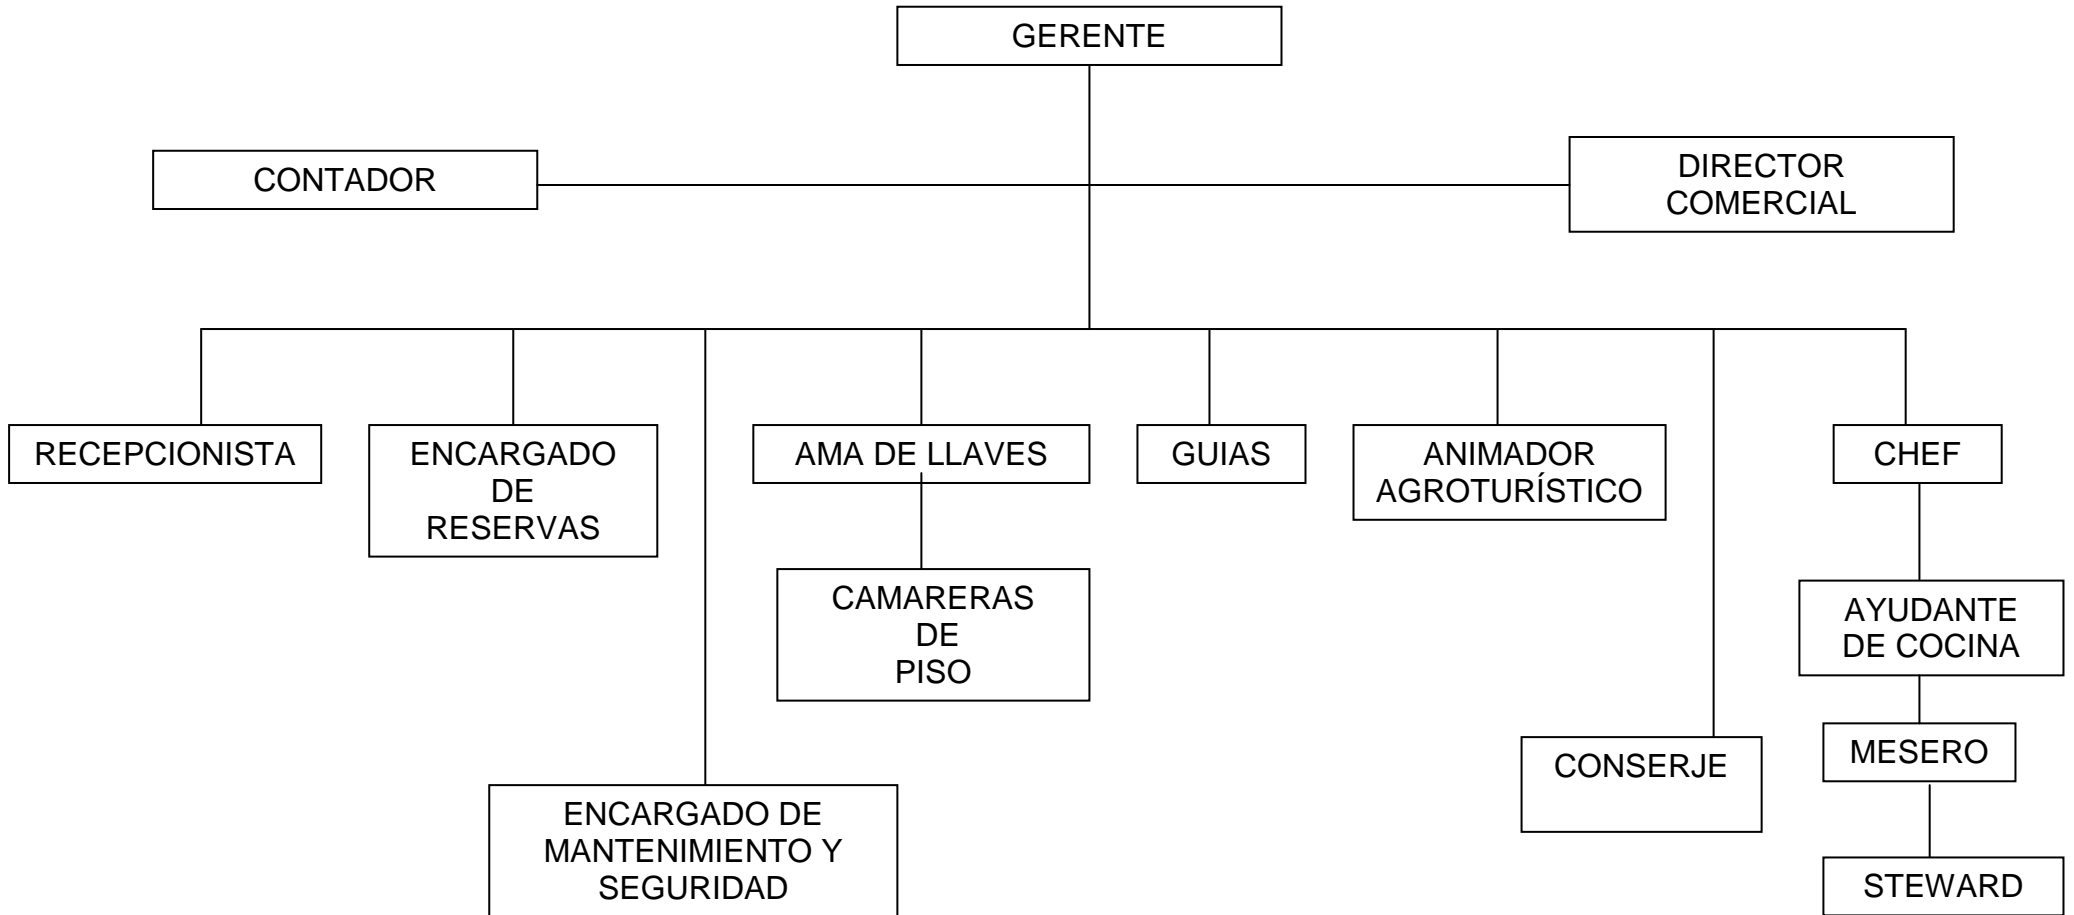 GERENTE
CONTADOR
DIRECTOR
COMERCIAL
RECEPCIONISTA
ENCARGADO
DE
RESERVAS
AMA DE LLAVES
GUIAS
ANIMADOR
AGROTURÍSTICO
CHEF
CAMARERAS
DE
PISO
AYUDANTE
DE COCINA
MESERO
CONSERJE
ENCARGADO DE
MANTENIMIENTO Y
SEGURIDAD
STEWARD